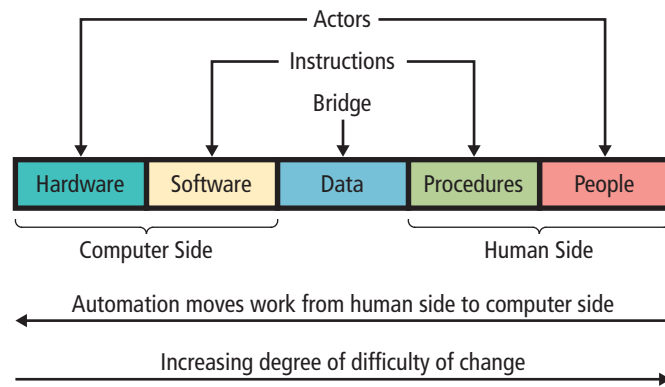 Actors
Instructions
Bridge
Hardware Software Data Procedures People
Computer Side Human Side
Automation moves work from human side to computer side
Increasing degree of difficulty of change